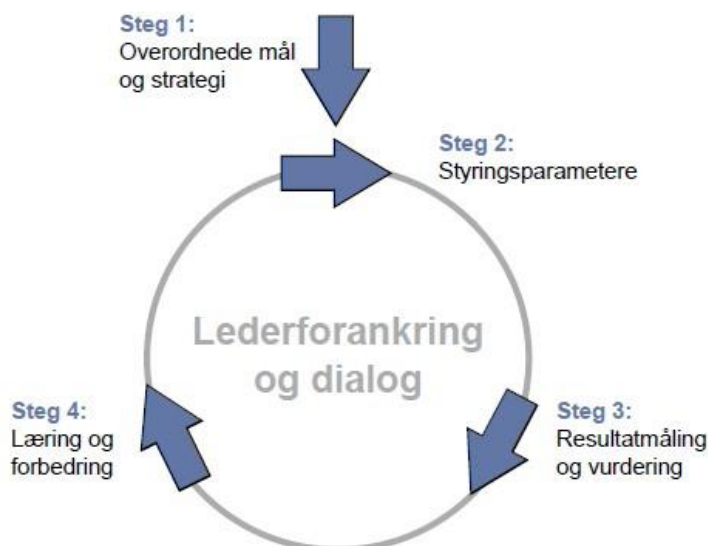 Steg 1:
Overordnede mål
og strategi
Steg 2:
Styringsparametere
Lederforankring
og dialog
Steg 3:
Resultatmåling
og vurdering
Steg 4:
Læring og
forbedring